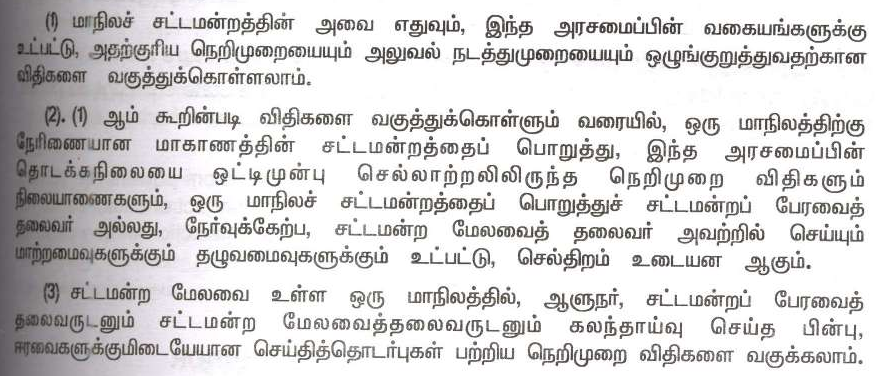 (1) மாநிலச் சட்டமன்றத்தின் அவை எதுவும், இந்த அரசமைப்பின் வகையங்களுக்கு
உட்பட்டு, அதற்குரிய நெறிமுறையையும் அலுவல் நடத்துமுறையையும் ஒழுங்குறுத்துவதற்கான
விதிகளை வகுத்துக்கொள்ளலாம்.
(2). (1) ஆம் கூறின்படி விதிகளை வகுத்துக்கொள்ளும் வரையில், ஒரு மாநிலத்திற்கு
நேரிணையான மாகாணத்தின் சட்டமன்றத்தைப் பொறுத்து, இந்த அரசமைப்பின்
தொடக்கநிலையை ஒட்டிமுன்பு செல்லாற்றலிலிருந்த நெறிமுறை விதிகளும்
நிலையாணைகளும், ஒரு மாநிலச் சட்டமன்றத்தைப் பொறுத்துச் சட்டமன்றப் பேரவைத்
தலைவர் அல்லது, நேர்வுக்கேற்ப, சட்டமன்ற மேலவைத் தலைவர் அவற்றில் செய்யும்
மாற்றமைவுகளுக்கும் தழுவமைவுகளுக்கும் உட்பட்டு, செல்திறம் உடையன ஆகும்.
(3) சட்டமன்ற மேலவை உள்ள ஒரு மாநிலத்தில், ஆளுநர், சட்டமன்றப் பேரவைத்
தலைவருடனும் சட்டமன்ற மேலவைத்தலைவருடனும் கலந்தாய்வு செய்த பின்பு,
ஈரவைகளுக்குமிடையேயான செய்தித்தொடர்புகள் பற்றிய நெறிமுறை விதிகளை வகுக்கலாம்.